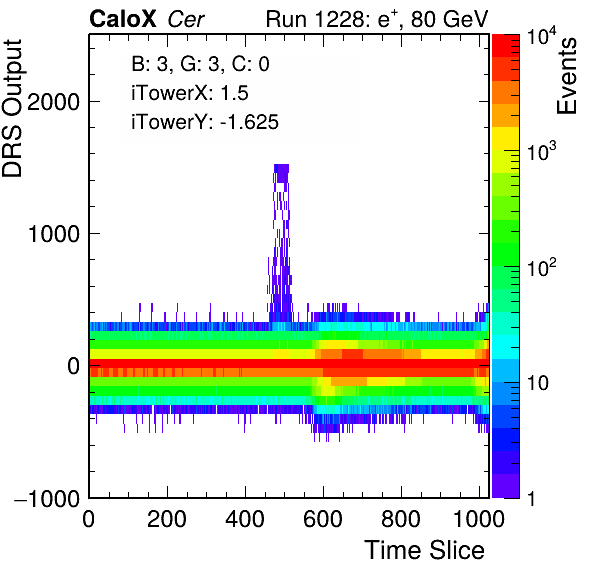 CaloX Cer Run 1228: e⁺, 80 GeV
B: 3, G: 3, C: 0
iTowerX: 1.5
iTowerY: -1.625
DRS Output
2000
1000
0
−1000
0 200 400 600 800 1000
Time Slice
Events
10⁴
10³
10²
10
1